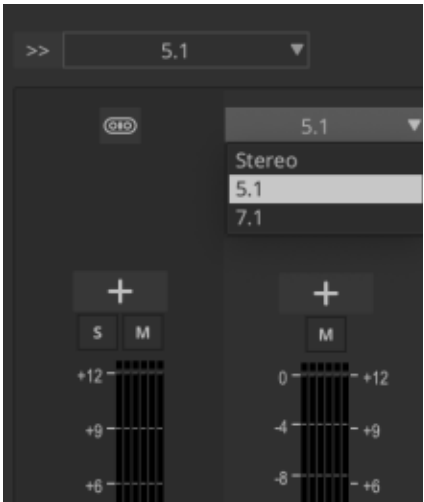 >> 5.1
5.1
Stereo
5.1
7.1
S M
M
+12 0 +12
+9 -4 +9
+6 -8 +6